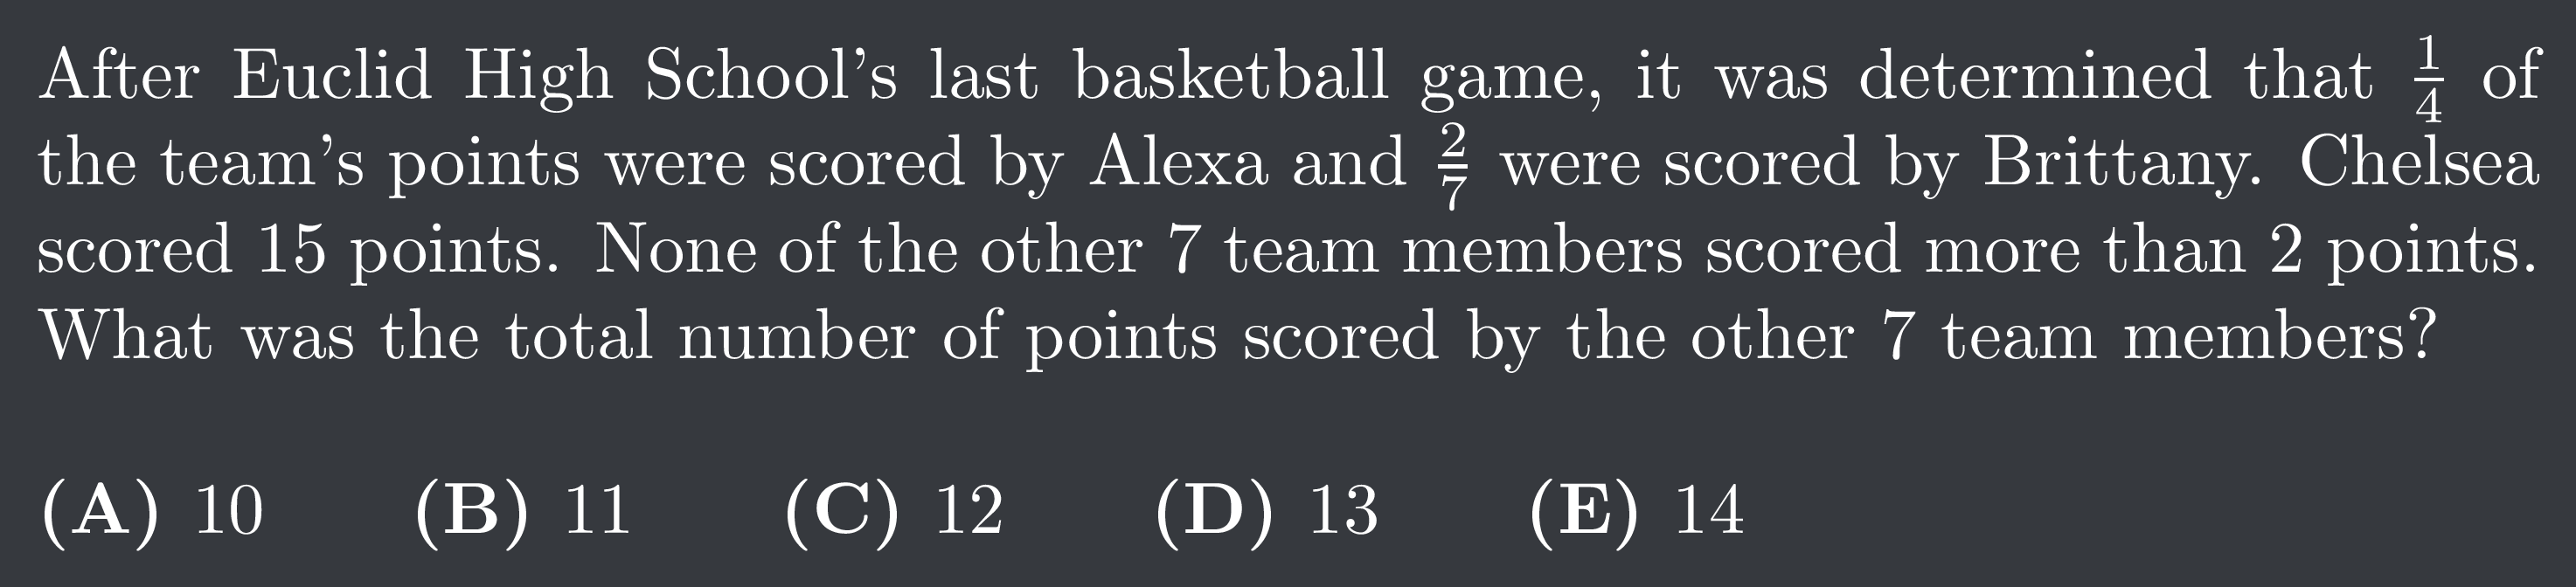 After Euclid High School's last basketball game, it was determined that 1/4 of
the team's points were scored by Alexa and 2/7 were scored by Brittany. Chelsea
scored 15 points. None of the other 7 team members scored more than 2 points.
What was the total number of points scored by the other 7 team members?
(A) 10 (B) 11 (C) 12 (D) 13 (E) 14